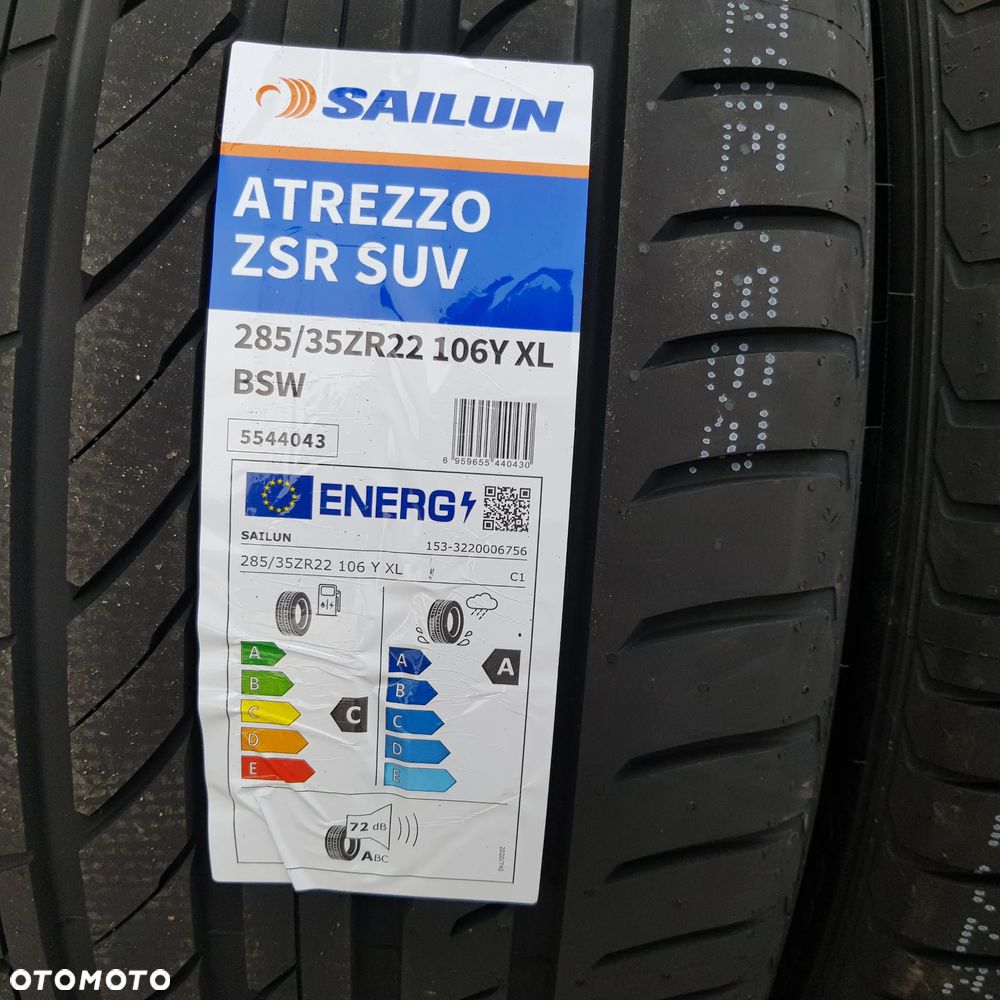 SAILUN
ATREZZO
ZSR SUV
285/35ZR22 106Y XL
BSW
5544043
6 959655 440430
ENERG
SAILUN
153-3220006756
285/35ZR22 106 Y XL
C1
A
B
C
D
E
C
A
B
C
D
E
A
72 dB
ABC
2020/740
OTOMOTO